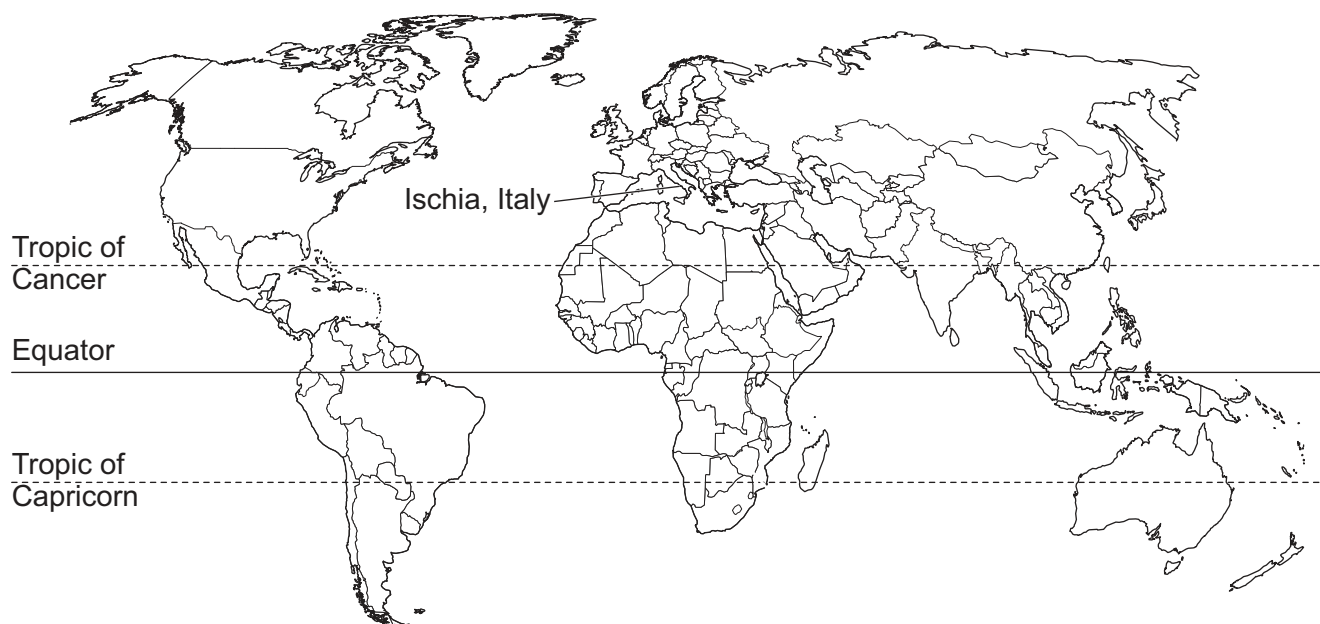 Ischia, Italy
Tropic of
Cancer
Equator
Tropic of
Capricorn